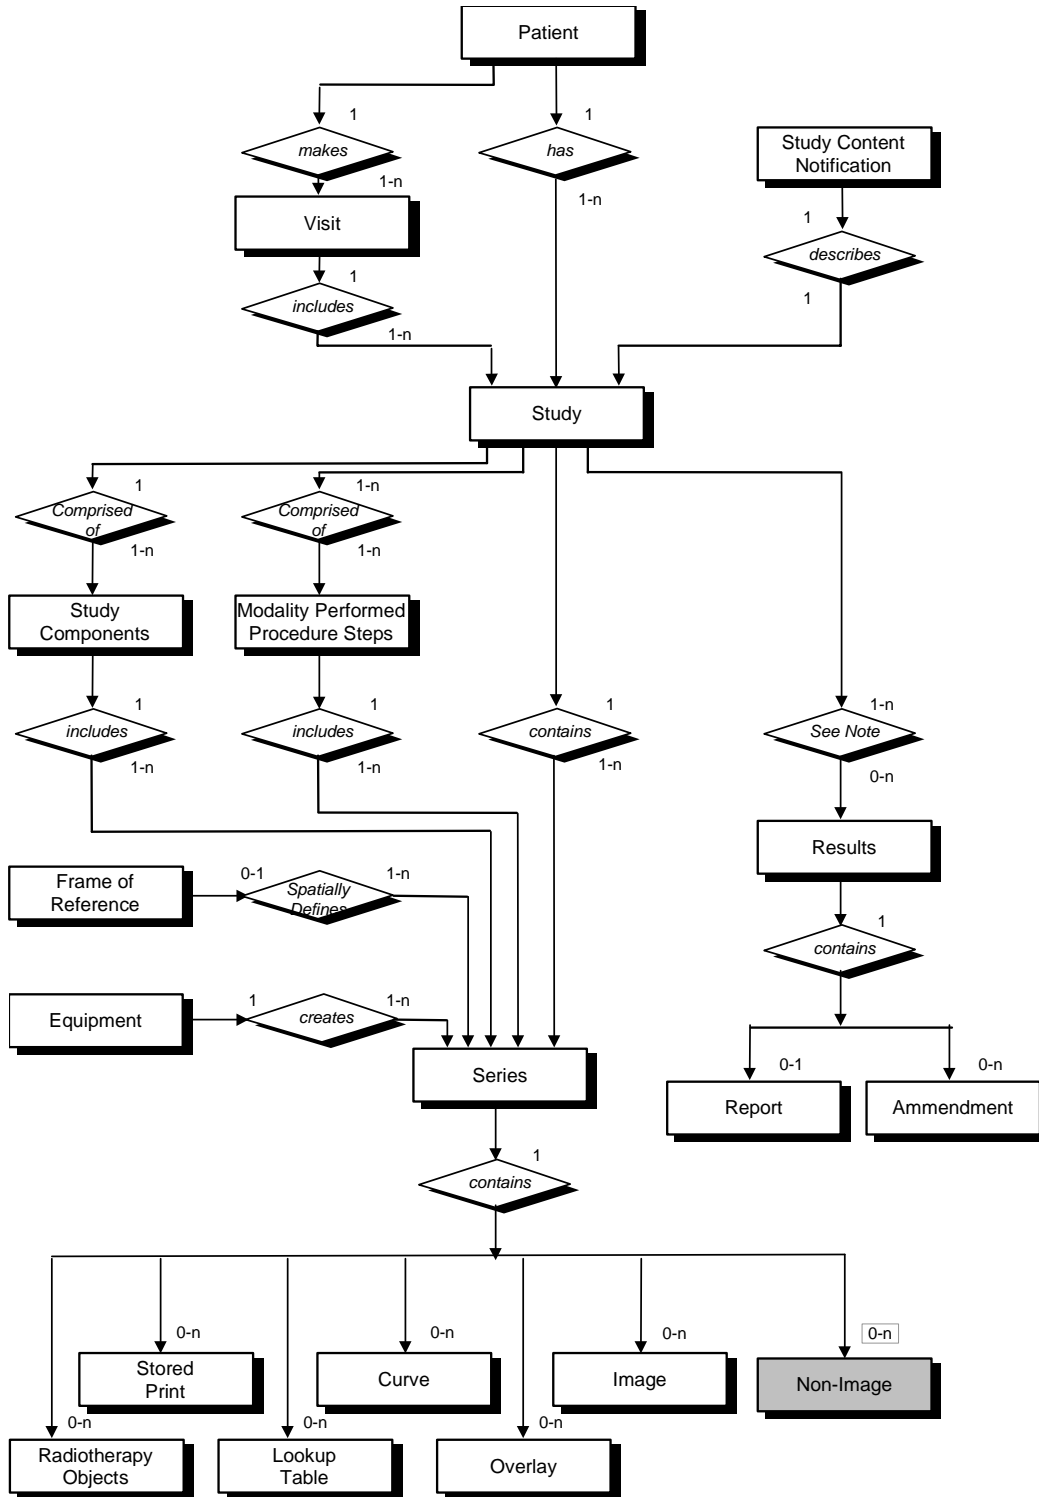 Patient
1
1
makes
has
Study Content
Notification
1-n
1-n
Visit
1
describes
1
includes
1
1-n
Study
1
1-n
Comprised
of
Comprised
of
1-n
1-n
Study
Components
Modality Performed
Procedure Steps
1
1
1
1-n
includes
includes
contains
See Note
1-n
1-n
1-n
0-n
Results
Frame of
Reference
0-1
Spatially
Defines
1-n
1
contains
Equipment
1
creates
1-n
Series
0-1
0-n
Report
Ammendment
1
contains
0-n
0-n
0-n
0-n
Stored
Print
Curve
Image
Non-Image
0-n
0-n
0-n
Radiotherapy
Objects
Lookup
Table
Overlay